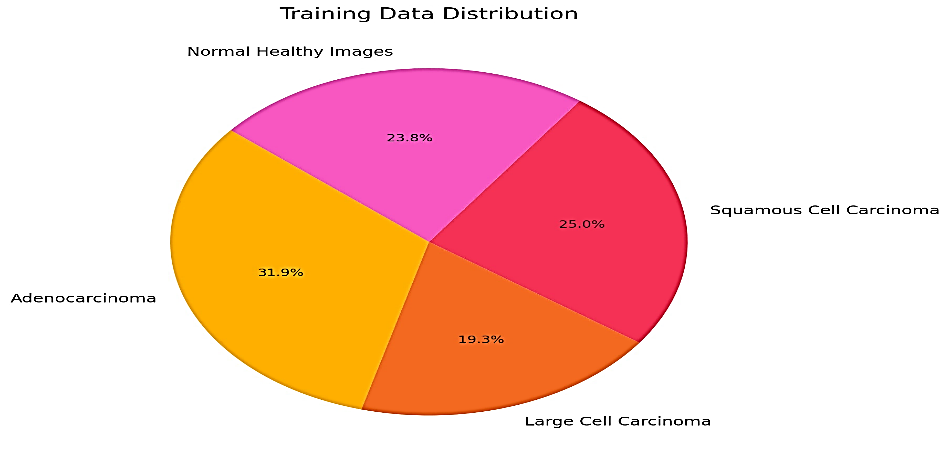 Training Data Distribution
Normal Healthy Images
23.8%
Squamous Cell Carcinoma
25.0%
31.9%
Adenocarcinoma
19.3%
Large Cell Carcinoma